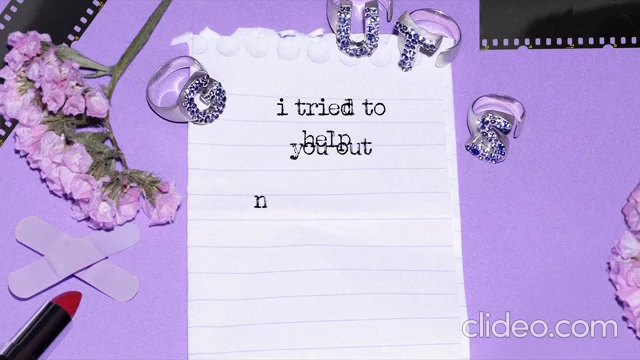 G U T S
i tried to
help
you out
n
clideo.com